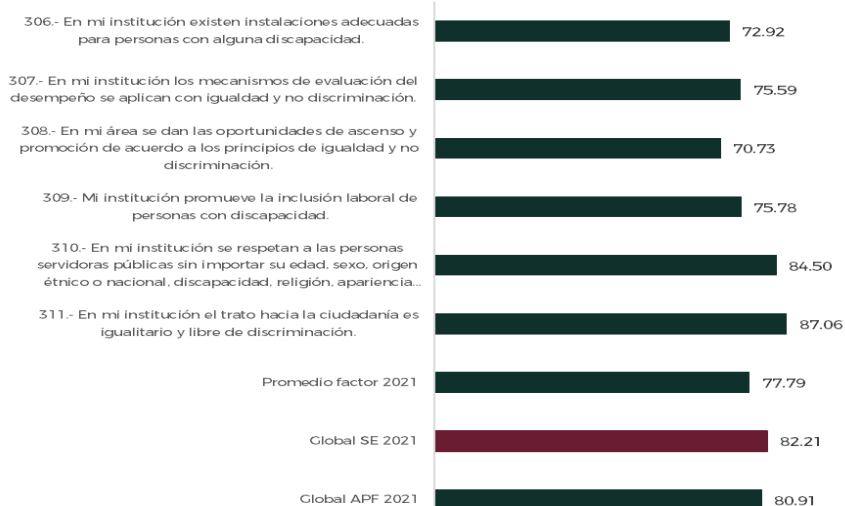 306.- En mi institución existen instalaciones adecuadas
para personas con alguna discapacidad.
72.92
307.- En mi institución los mecanismos de evaluación del
desempeño se aplican con igualdad y no discriminación.
75.59
308.- En mi área se dan las oportunidades de ascenso y
promoción de acuerdo a los principios de igualdad y no
discriminación.
70.73
309.- Mi institución promueve la inclusión laboral de
personas con discapacidad.
75.78
310.- En mi institución se respetan a las personas
servidoras públicas sin importar su edad, sexo, origen
étnico o nacional, discapacidad, religión, apariencia...
84.50
311.- En mi institución el trato hacia la ciudadanía es
igualitario y libre de discriminación.
87.06
Promedio factor 2021
77.79
Global SE 2021
82.21
Global APF 2021
80.91